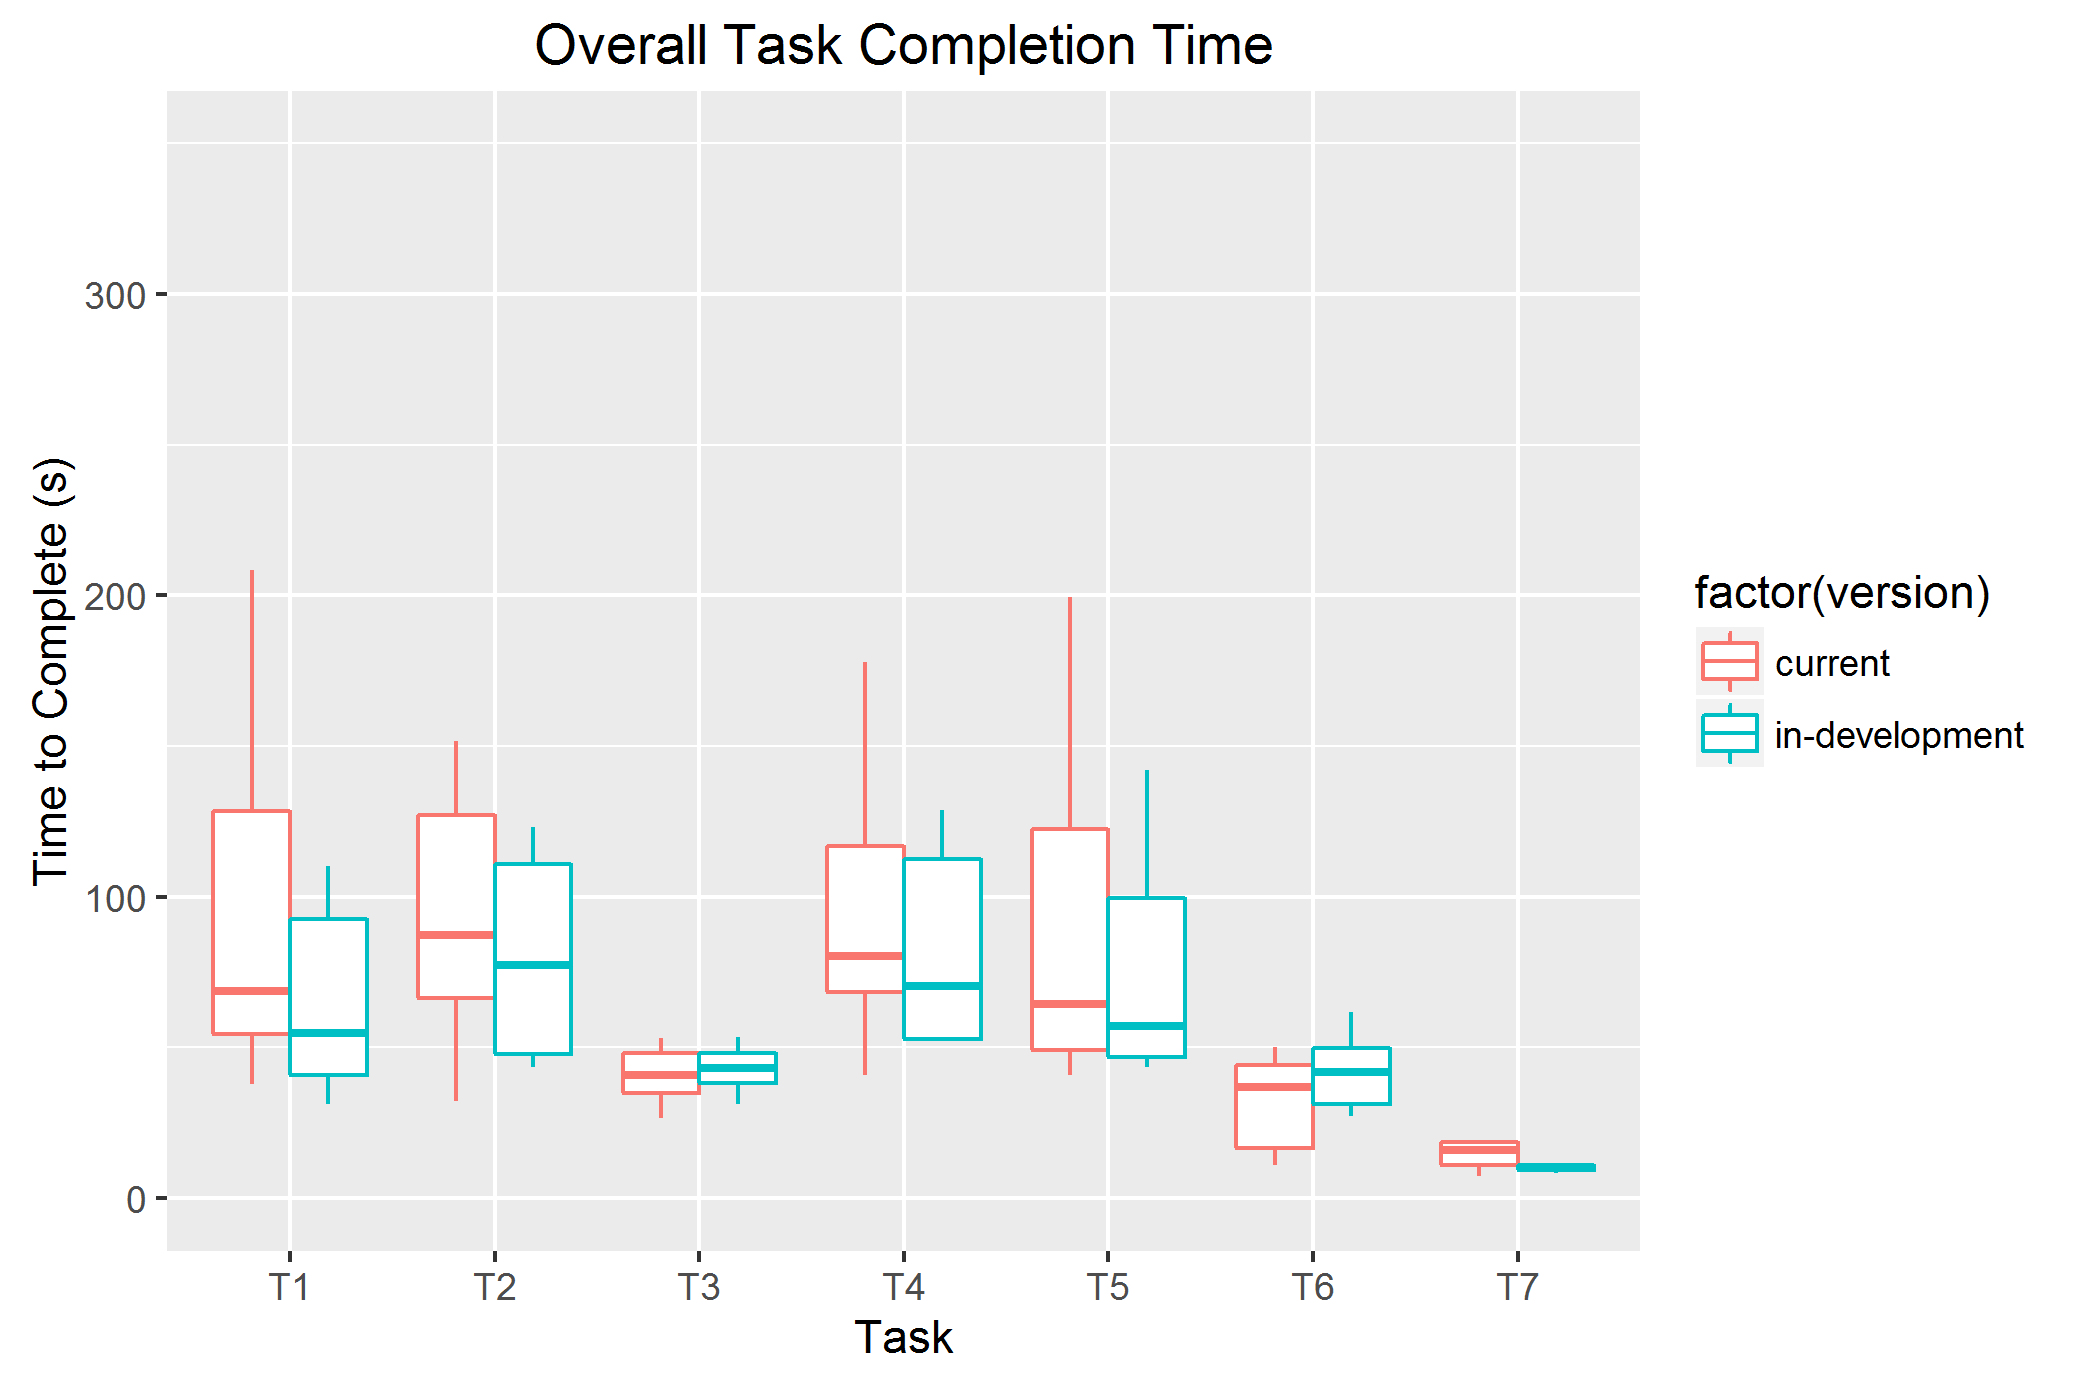 Overall Task Completion Time
Time to Complete (s)
300
200
100
0
T1 T2 T3 T4 T5 T6 T7
Task
factor(version)
current
in-development